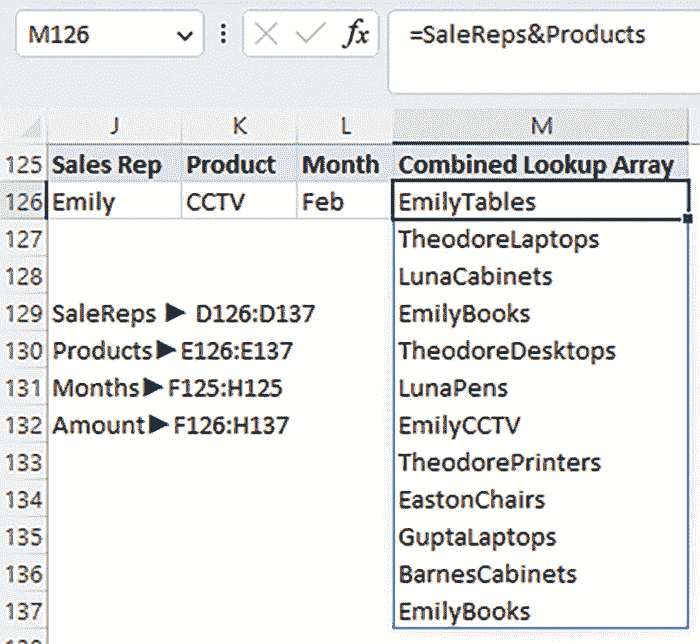 M126 fx =SaleReps&Products
J K L M
125 Sales Rep Product Month Combined Lookup Array
126 Emily CCTV Feb EmilyTables
127 TheodoreLaptops
128 LunaCabinets
129 SaleReps ► D126:D137 EmilyBooks
130 Products►E126:E137 TheodoreDesktops
131 Months►F125:H125 LunaPens
132 Amount►F126:H137 EmilyCCTV
133 TheodorePrinters
134 EastonChairs
135 GuptaLaptops
136 BarnesCabinets
137 EmilyBooks